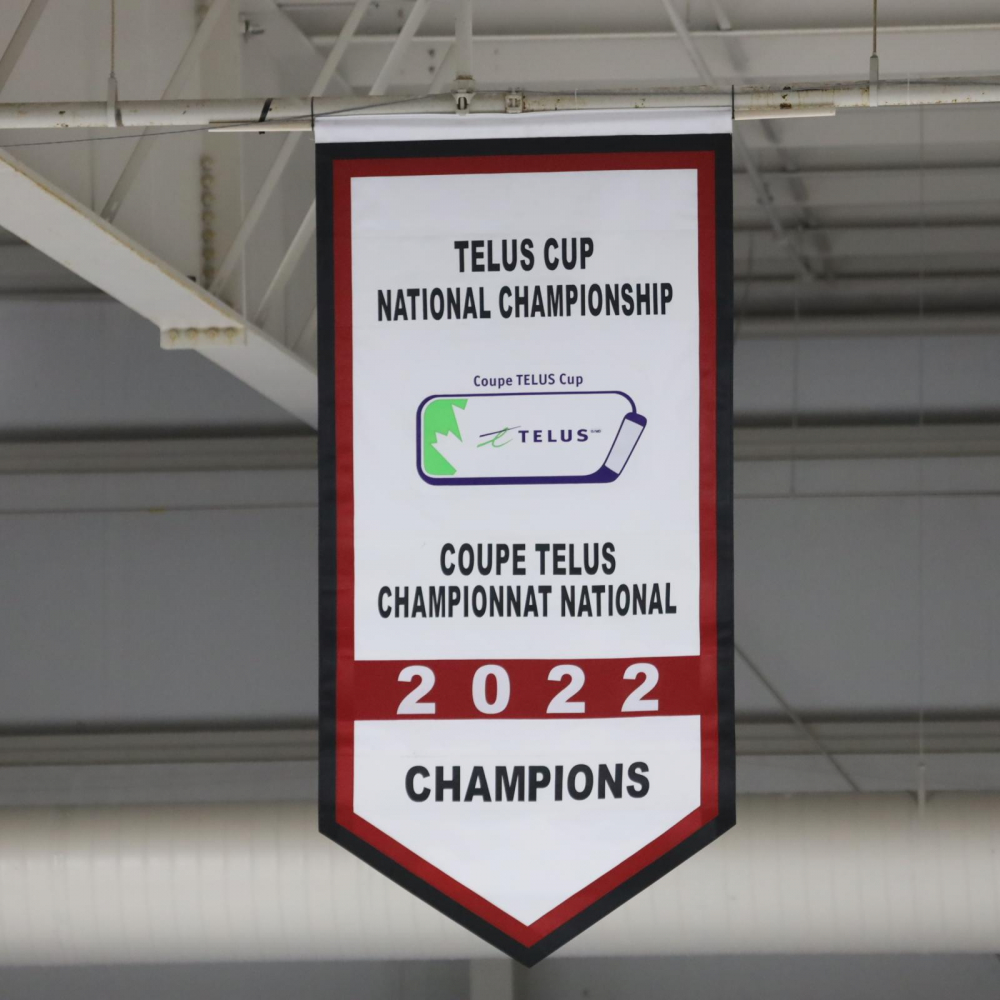 TELUS CUP
NATIONAL CHAMPIONSHIP
Coupe TELUS Cup
TELUS
COUPE TELUS
CHAMPIONNAT NATIONAL
2022
CHAMPIONS